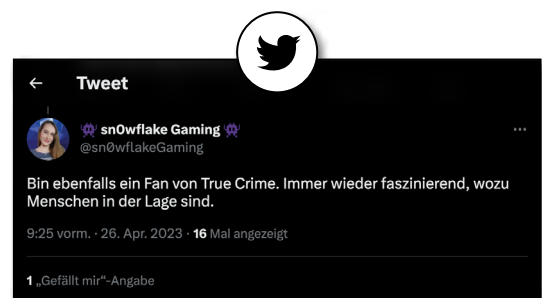 Tweet
sn0wflake Gaming
@sn0wflakeGaming
Bin ebenfalls ein Fan von True Crime. Immer wieder faszinierend, wozu
Menschen in der Lage sind.
9:25 vorm. · 26. Apr. 2023 · 16 Mal angezeigt
1 „Gefällt mir“-Angabe